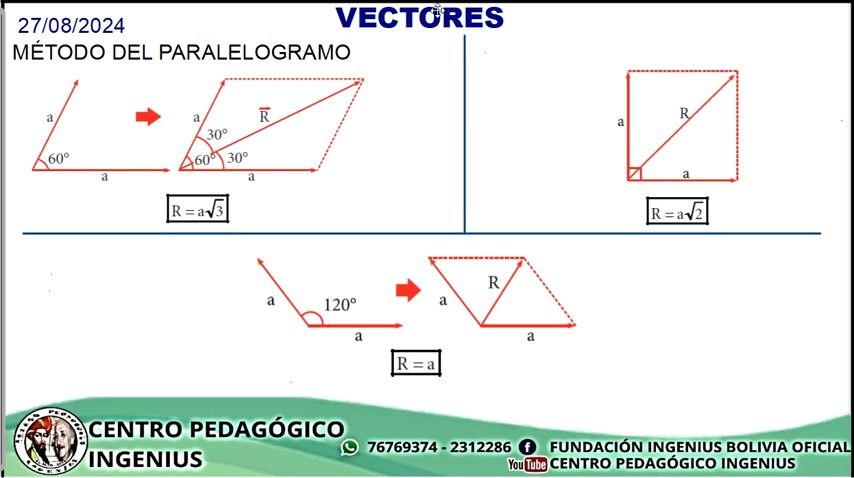 VECTORES
27/08/2024
MÉTODO DEL PARALELOGRAMO
a
60°
a
a
R
30°
60°
30°
a
R = a√3
a
R
a
R = a√2
a
120°
a
a
R
a
R = a
CENTRO PEDAGÓGICO
INGENIUS
76769374 - 2312286
FUNDACIÓN INGENIUS BOLIVIA OFICIAL
YouTube CENTRO PEDAGÓGICO INGENIUS